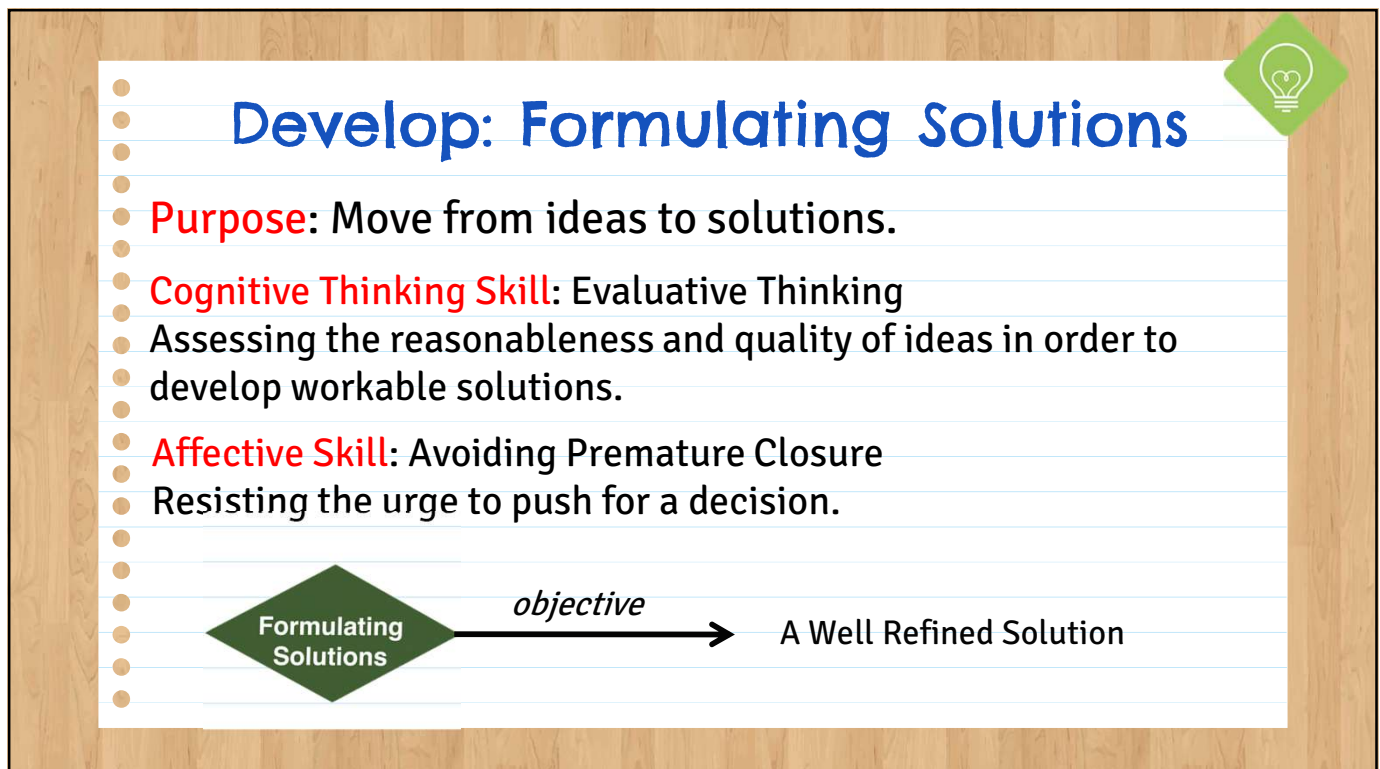 Develop: Formulating Solutions
Purpose: Move from ideas to solutions.
Cognitive Thinking Skill: Evaluative Thinking
Assessing the reasonableness and quality of ideas in order to
develop workable solutions.
Affective Skill: Avoiding Premature Closure
Resisting the urge to push for a decision.
Formulating
Solutions
objective
A Well Refined Solution